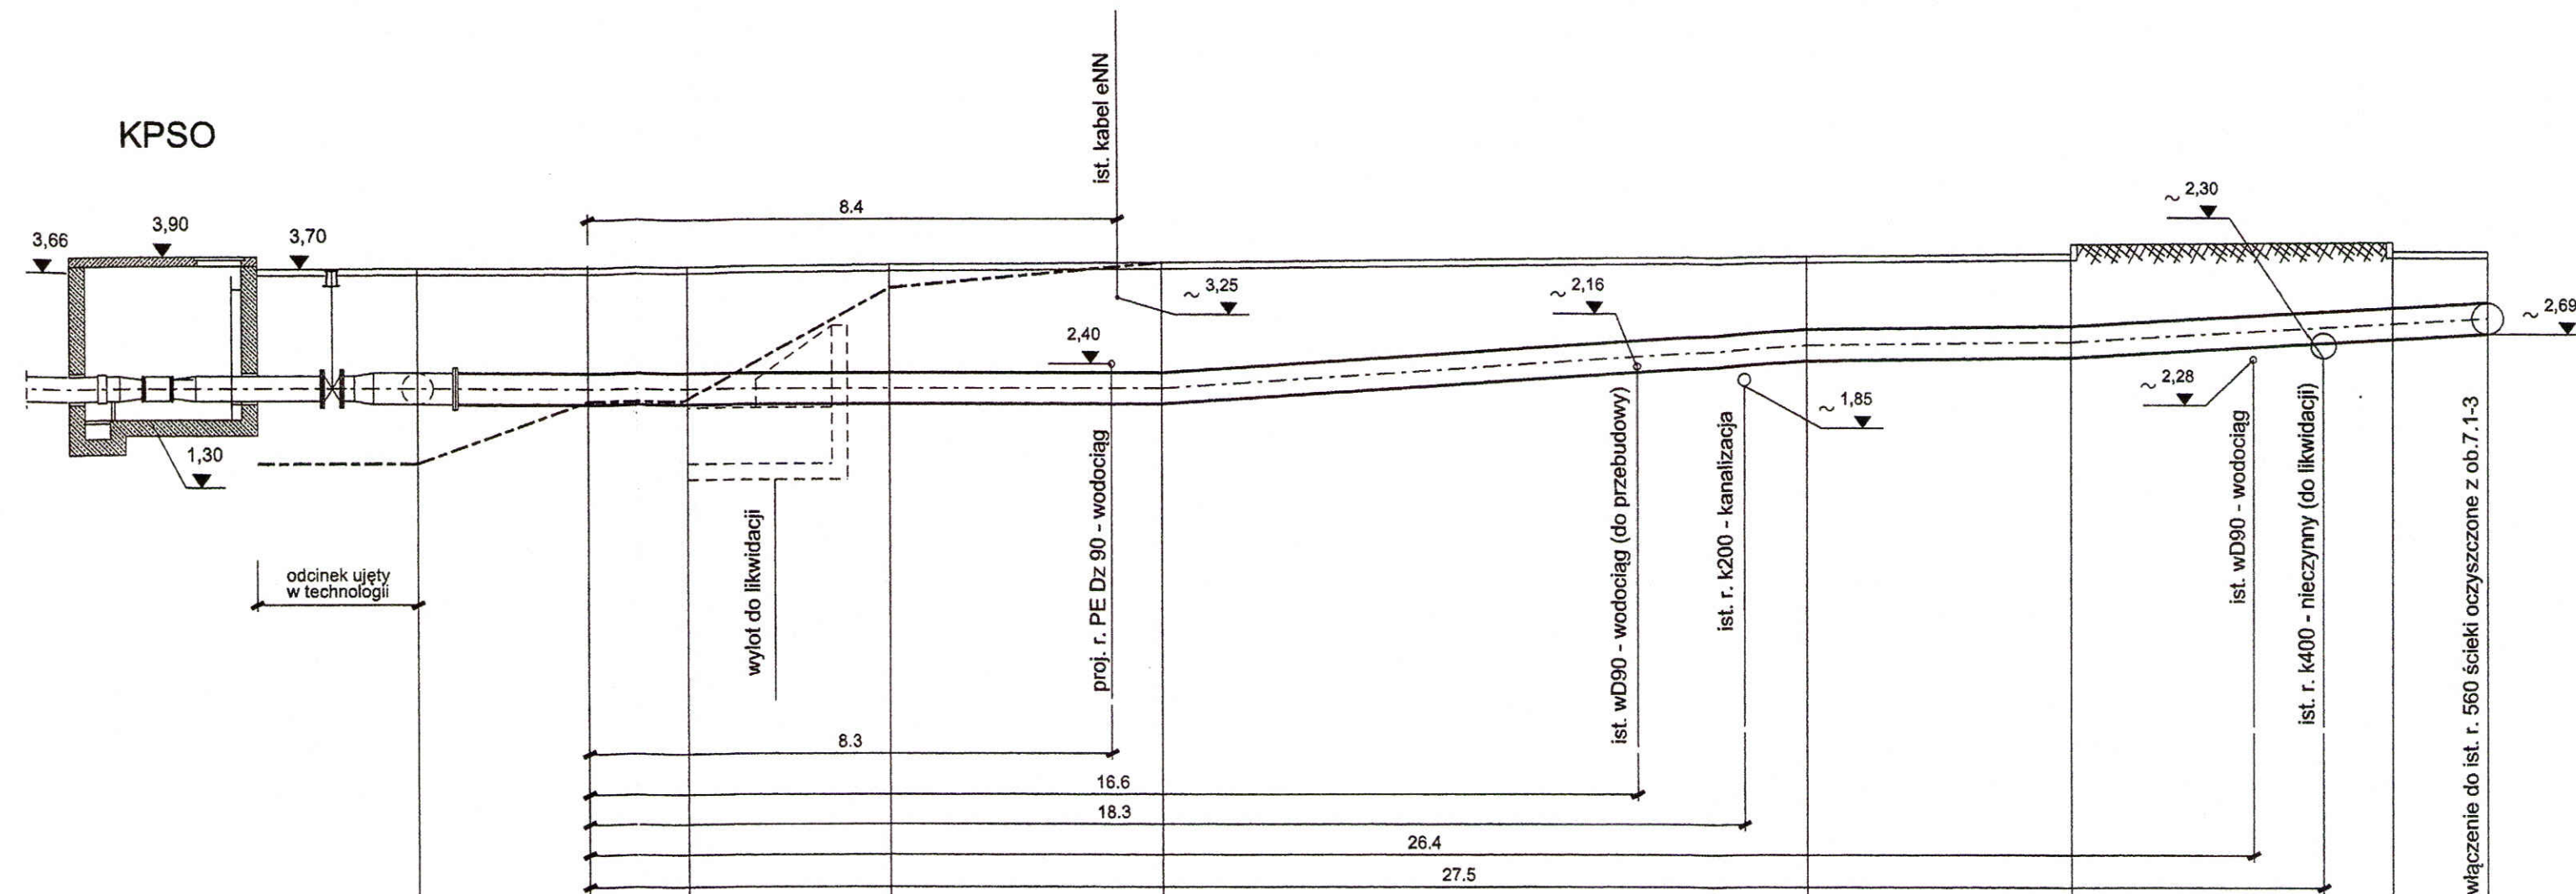 KPSO
3,66
3,90
3,70
1,30
odcinek ujęty
w technologii
8.4
ist. kabel eNN
~ 3,25
2,40
wylot do likwidacji
proj. r. PE Dz 90 - wodociąg
~ 2,16
ist. wD90 - wodociąg (do przebudowy)
ist. r. k200 - kanalizacja
~ 1,85
~ 2,30
~ 2,28
ist. wD90 - wodociąg
ist. r. k400 - nieczynny (do likwidacji)
~ 2,69
włączenie do ist. r. 560 ścieki oczyszczone z ob.7.1-3
8.3
16.6
18.3
26.4
27.5